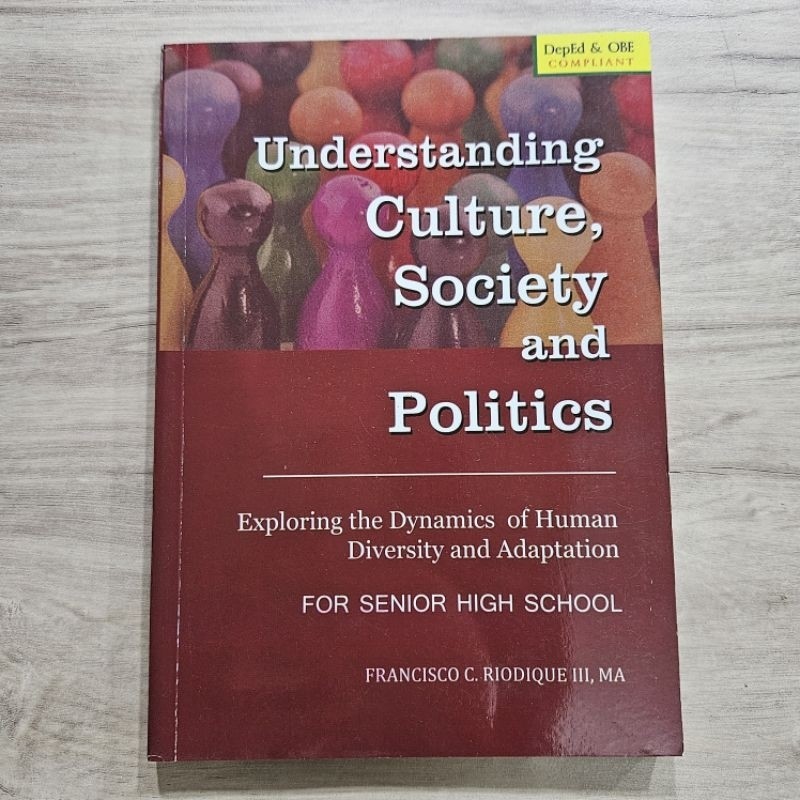 DepEd & OBE
COMPLIANT
Understanding
Culture,
Society
and
Politics
Exploring the Dynamics of Human
Diversity and Adaptation
FOR SENIOR HIGH SCHOOL
FRANCISCO C. RIODIQUE III, MA